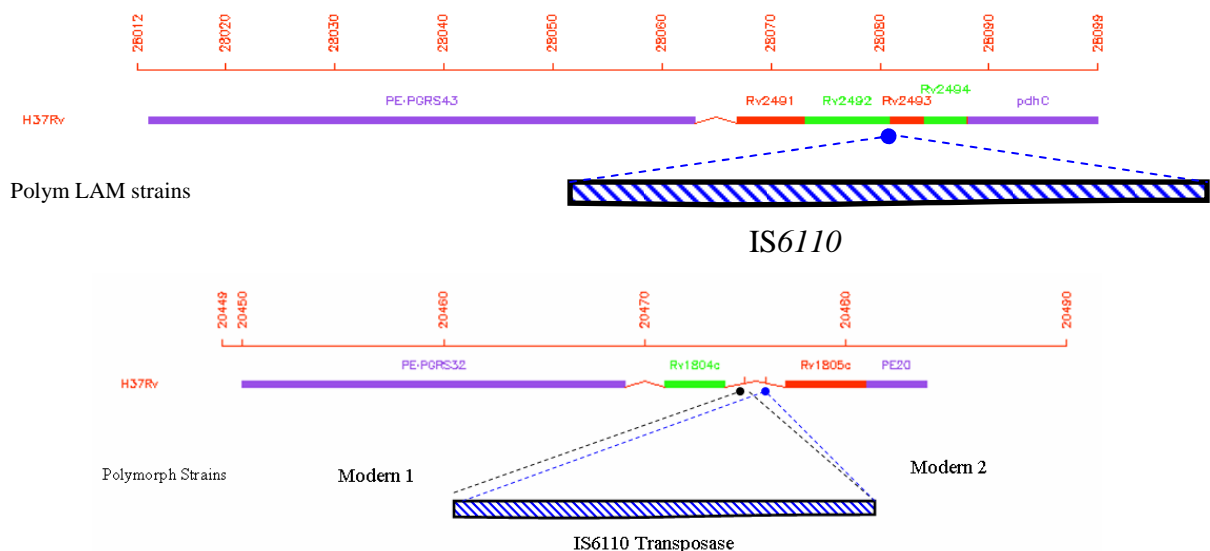 28012 28020 28030 28040 28050 28060 28070 28080 28090 28099
Rv2494
PE-PGRS43 Rv2491 Rv2492 Rv2493 pdhC
H37Rv
Polym LAM strains
IS6110
20449 20450 20460 20470 20480 20490
PE-PGRS32 Rv1804c Rv1805c PE20
H37Rv
Polymorph Strains Modern 1 Modern 2
IS6110 Transposase